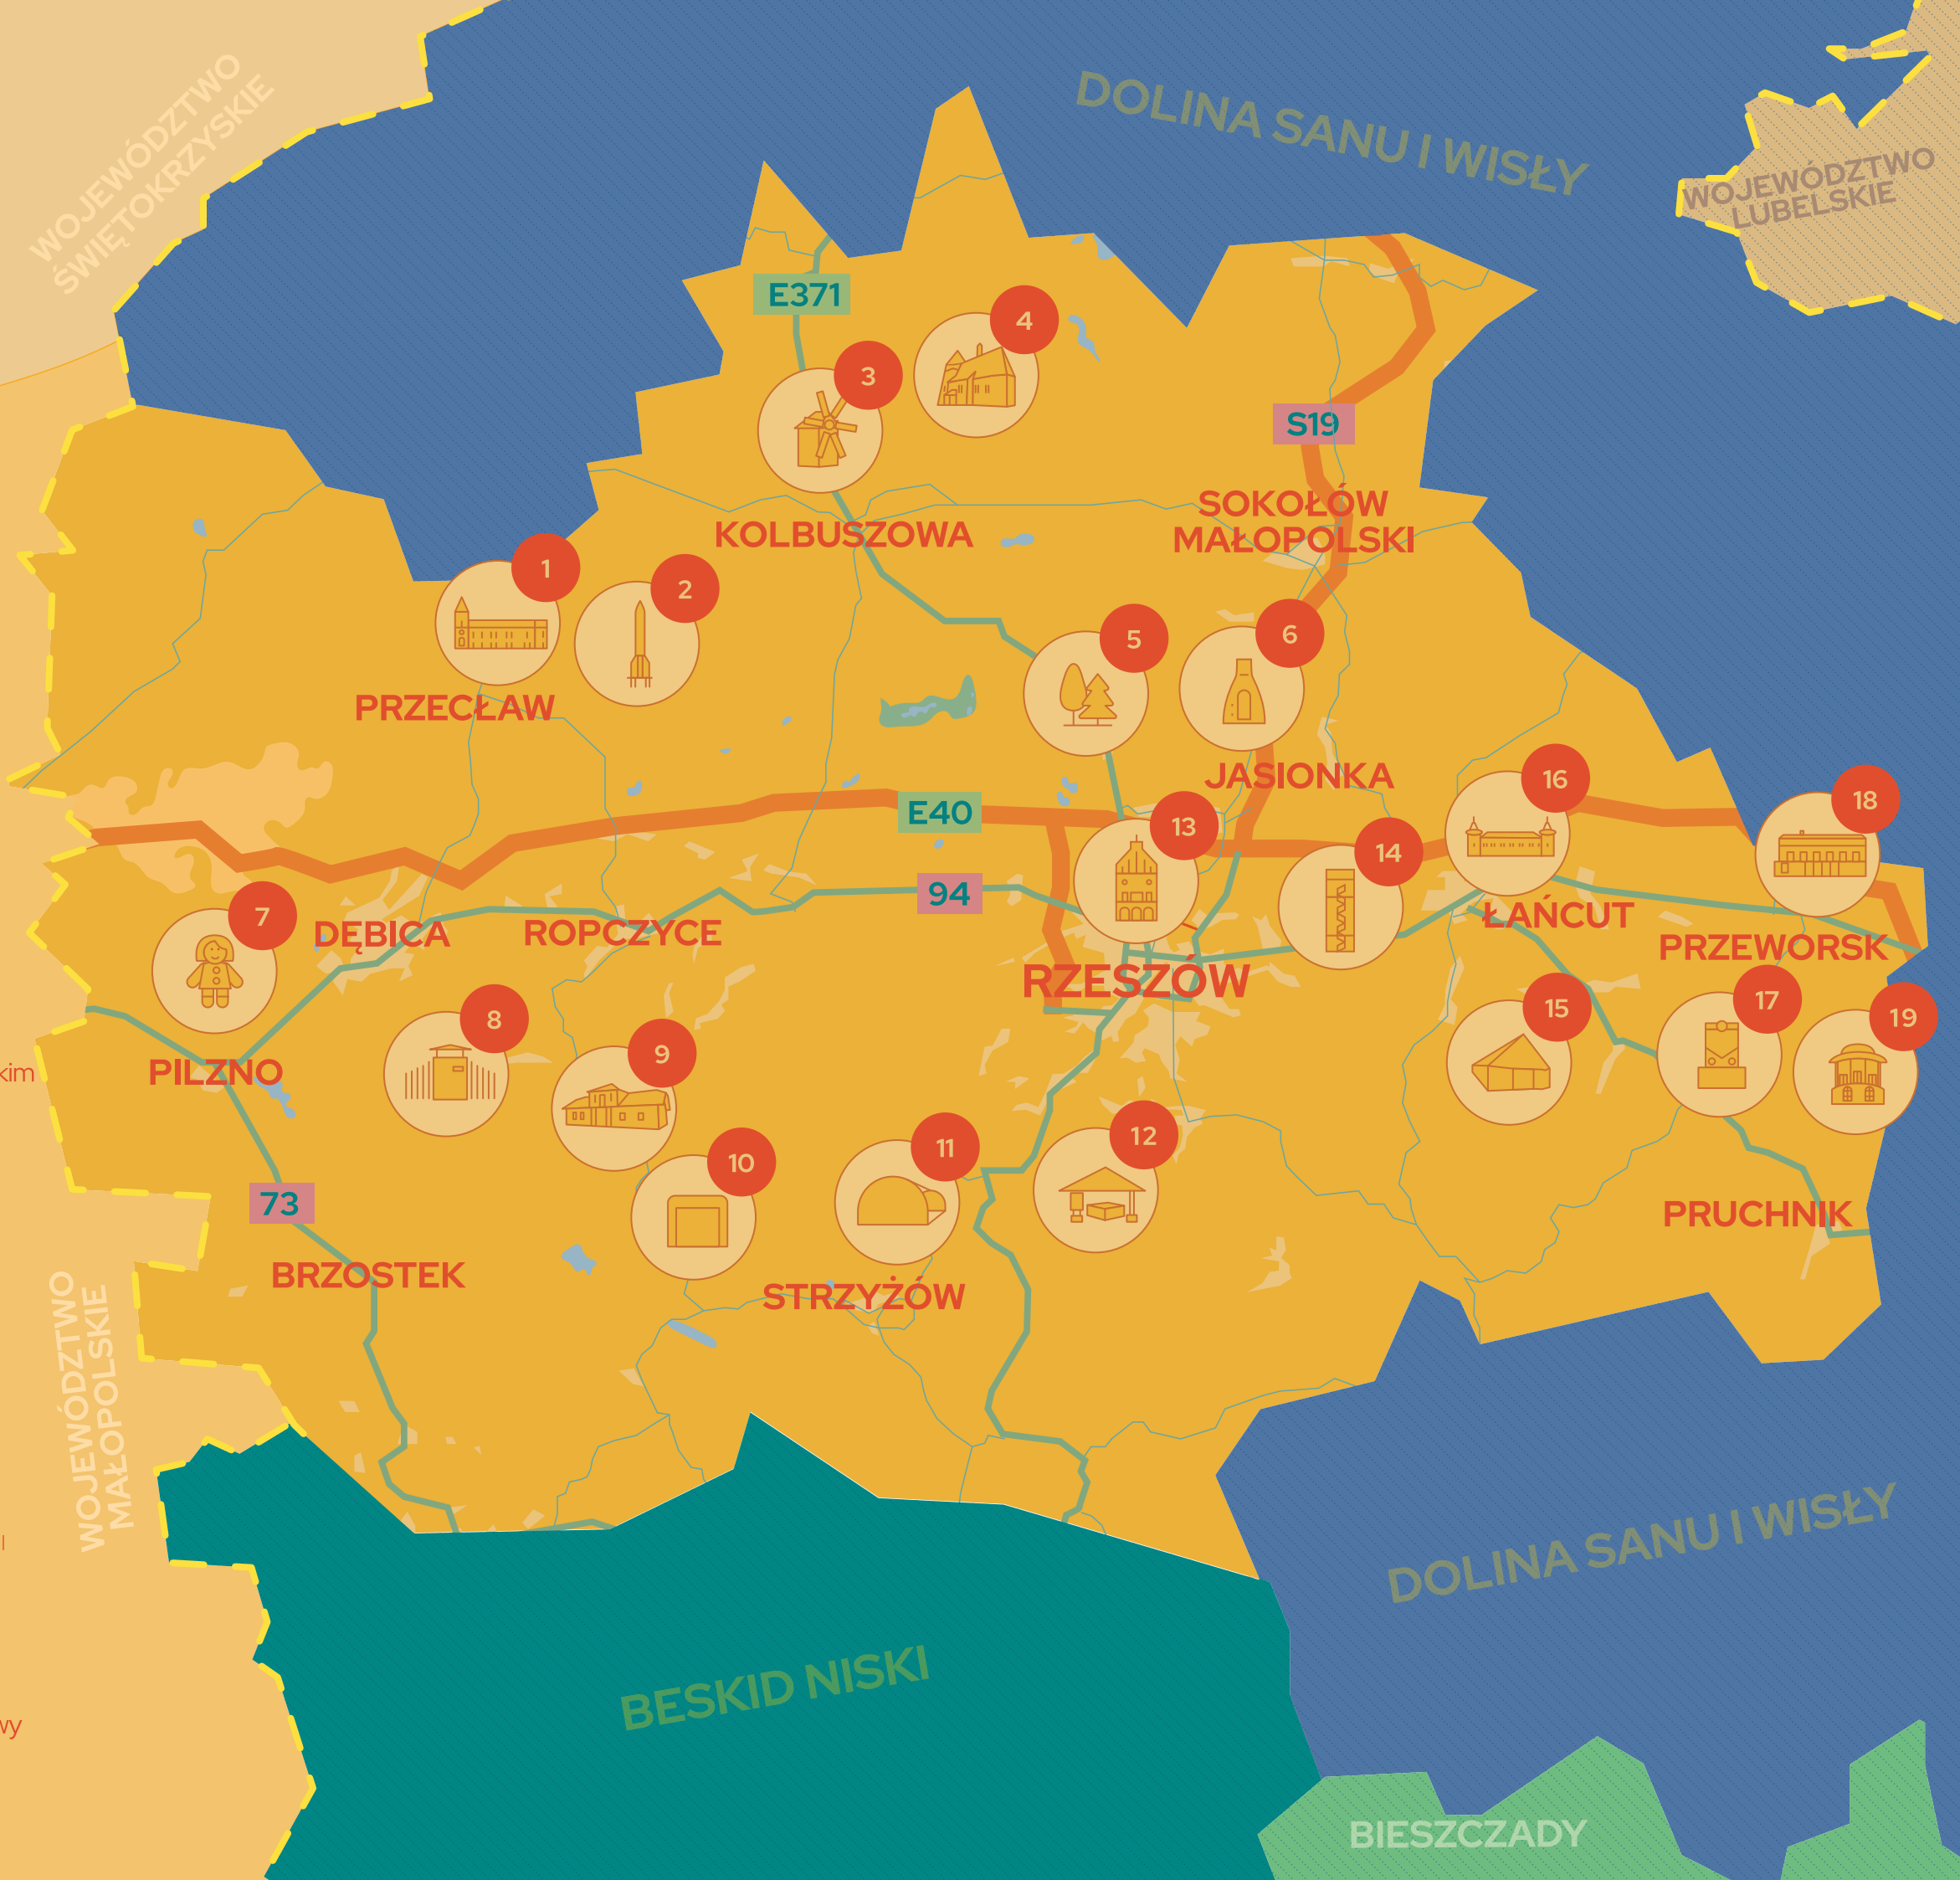 WOJEWÓDZTWO
ŚWIĘTOKRZYSKIE
DOLINA SANU I WISŁY
WOJEWÓDZTWO
LUBELSKIE
E371
4
3
S19
SOKOŁÓW
MAŁOPOLSKI
KOLBUSZOWA
1
2
5
6
PRZECŁAW
JASIONKA
16
18
E40
13
14
94
7
DĘBICA
ROPCZYCE
ŁAŃCUT
PRZEWORSK
RZESZÓW
8
9
15
17
19
kim
PILZNO
10
11
12
73
PRUCHNIK
BRZOSTEK
STRZYŻÓW
WOJEWÓDZTWO
MAŁOPOLSKIE
DOLINA SANU I WISŁY
BESKID NISKI
wy
BIESZCZADY